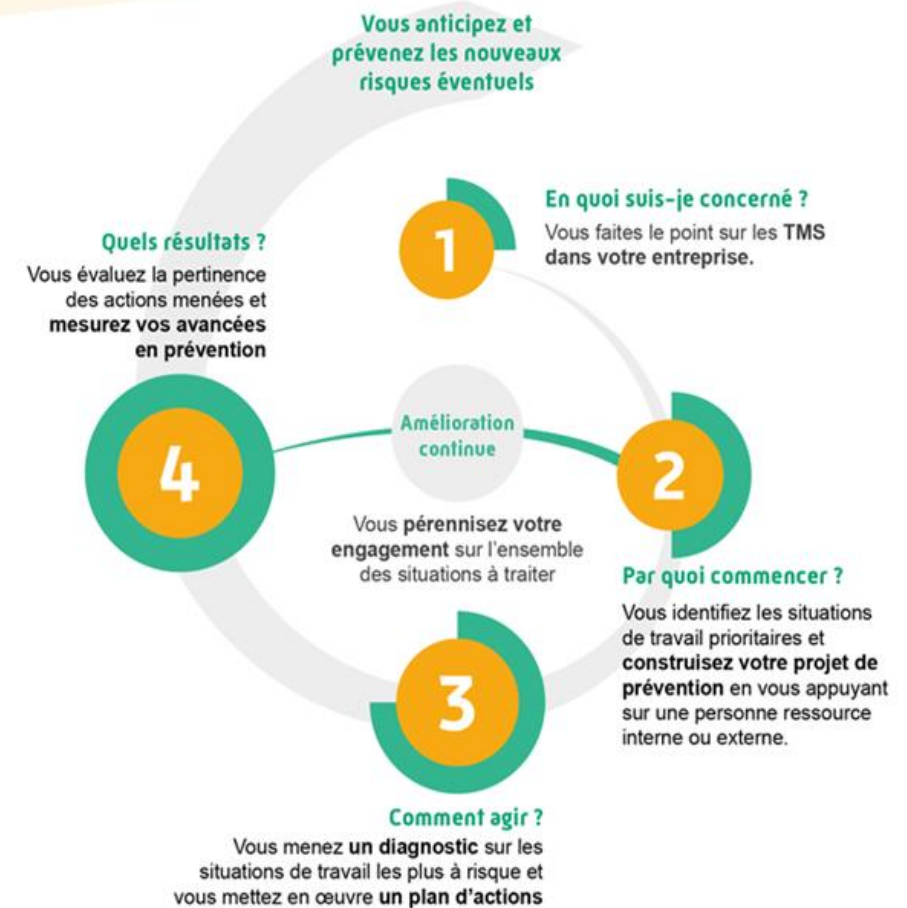 Vous anticipez et
prévenez les nouveaux
risques éventuels
1
En quoi suis-je concerné ?
Vous faites le point sur les TMS
dans votre entreprise.
Quels résultats ?
Vous évaluez la pertinence
des actions menées et
mesurez vos avancées
en prévention
4
Amélioration
continue
2
Vous pérennisez votre
engagement sur l'ensemble
des situations à traiter
Par quoi commencer ?
Vous identifiez les situations
de travail prioritaires et
construisez votre projet de
prévention en vous appuyant
sur une personne ressource
interne ou externe.
3
Comment agir ?
Vous menez un diagnostic sur les
situations de travail les plus à risque et
vous mettez en œuvre un plan d'actions